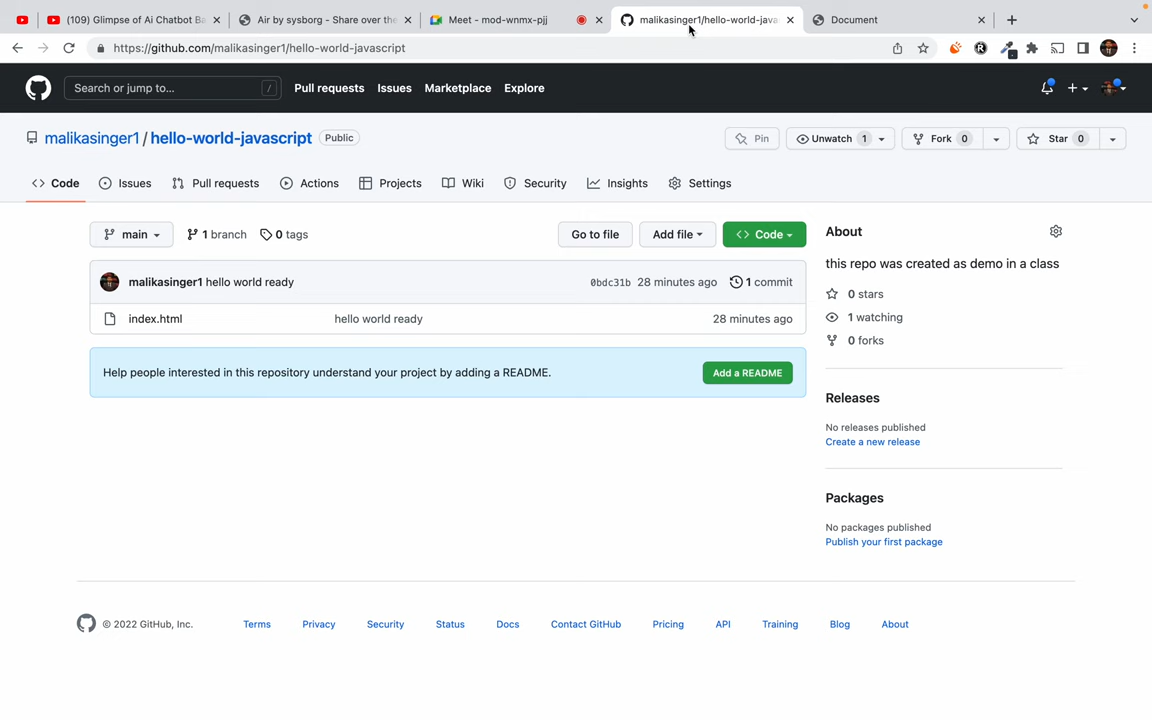 (109) Glimpse of Ai Chatbot Ba
Air by sysborg - Share over the
Meet - mod-wnmx-pjj
malikasinger1/hello-world-java
Document
https://github.com/malikasinger1/hello-world-javascript
Search or jump to... /
Pull requests Issues Marketplace Explore
malikasinger1 / hello-world-javascript Public
Pin Unwatch 1 Fork 0 Star 0
Code Issues Pull requests Actions Projects Wiki Security Insights Settings
main 1 branch 0 tags Go to file Add file Code
malikasinger1 hello world ready 0bdc31b 28 minutes ago 1 commit
index.html hello world ready 28 minutes ago
Help people interested in this repository understand your project by adding a README. Add a README
About
this repo was created as demo in a class
0 stars
1 watching
0 forks
Releases
No releases published
Create a new release
Packages
No packages published
Publish your first package
© 2022 GitHub, Inc. Terms Privacy Security Status Docs Contact GitHub Pricing API Training Blog About